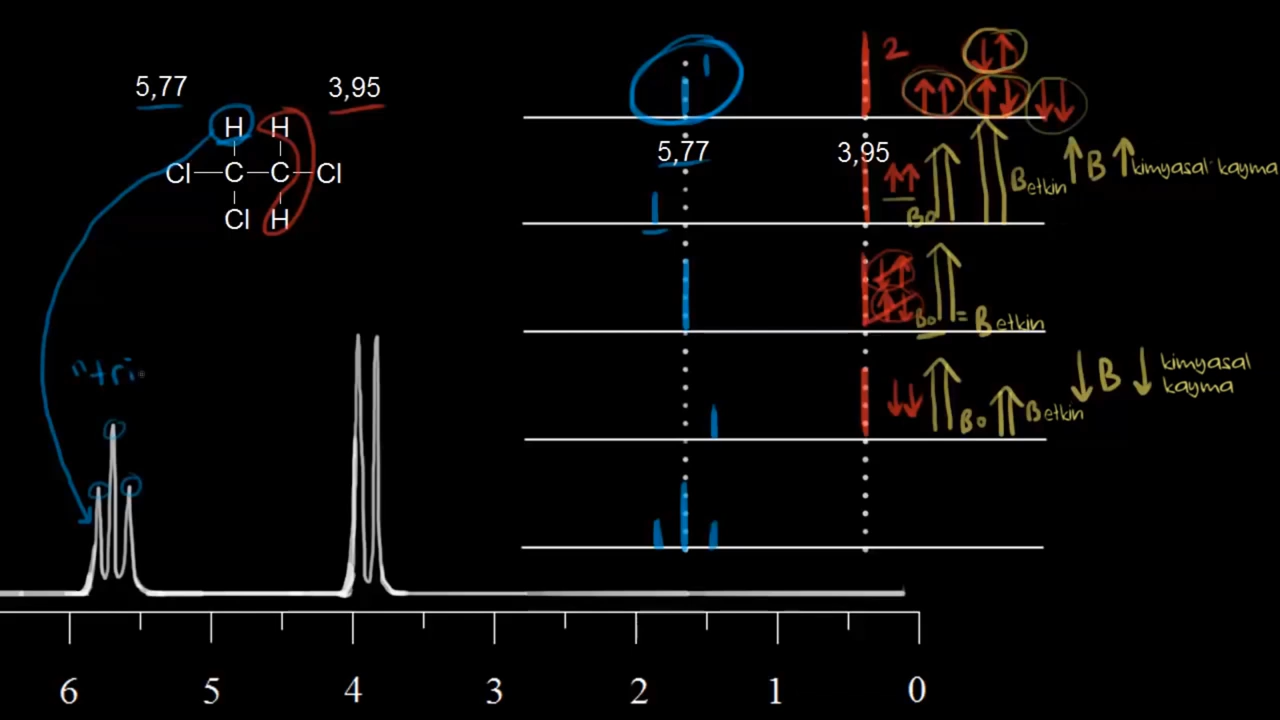 5,77
3,95
H H
Cl C C Cl
Cl H
"tri
1
2
5,77
3,95
B0
Betkin
B
kimyasal kayma
B0 = Betkin
B0
Betkin
B
kimyasal
kayma
6 5 4 3 2 1 0